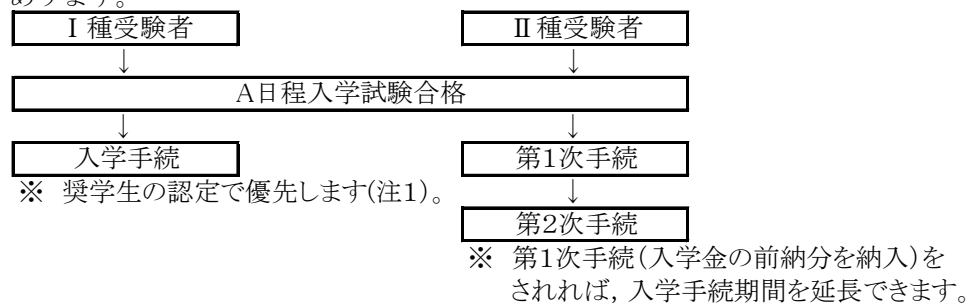 あります。
Ⅰ種受験者 Ⅱ種受験者
↓ ↓
A日程入学試験合格
↓ ↓
入学手続 第1次手続
※ 奨学生の認定で優先します(注1)。 ↓
第2次手続
※ 第1次手続(入学金の前納分を納入)を
されれば, 入学手続期間を延長できます。